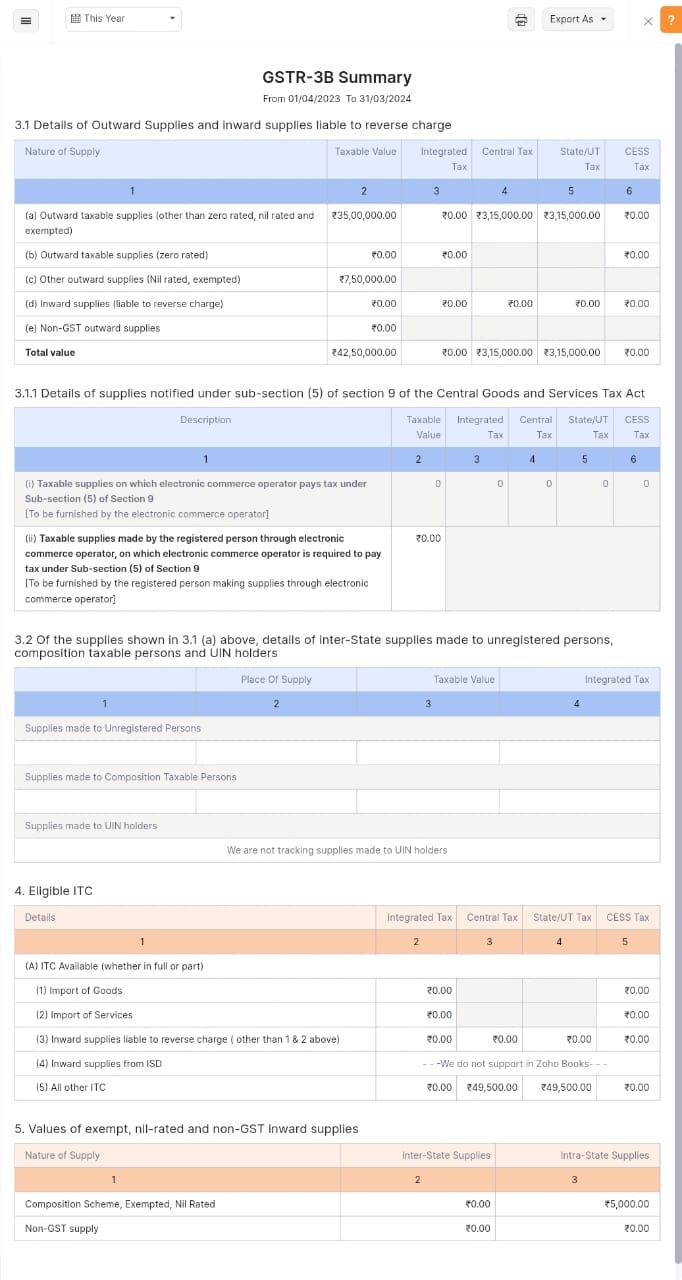 This Year
Export As
?
GSTR-3B Summary
From 01/04/2023 To 31/03/2024
3.1 Details of Outward Supplies and inward supplies liable to reverse charge
Nature of Supply Taxable Value Integrated Tax Central Tax State/UT Tax CESS Tax
1 2 3 4 5 6
(a) Outward taxable supplies (other than zero rated, nil rated and exempted) ₹35,00,000.00 ₹0.00 ₹3,15,000.00 ₹3,15,000.00 ₹0.00
(b) Outward taxable supplies (zero rated) ₹0.00 ₹0.00 ₹0.00
(c) Other outward supplies (Nil rated, exempted) ₹7,50,000.00
(d) Inward supplies (liable to reverse charge) ₹0.00 ₹0.00 ₹0.00 ₹0.00 ₹0.00
(e) Non-GST outward supplies ₹0.00
Total value ₹42,50,000.00 ₹0.00 ₹3,15,000.00 ₹3,15,000.00 ₹0.00
3.1.1 Details of supplies notified under sub-section (5) of section 9 of the Central Goods and Services Tax Act
Description Taxable Value Integrated Tax Central Tax State/UT Tax CESS Tax
1 2 3 4 5 6
(i) Taxable supplies on which electronic commerce operator pays tax under 0 0 0 0 0
Sub-section (5) of Section 9
[To be furnished by the electronic commerce operator]
(ii) Taxable supplies made by the registered person through electronic ₹0.00
commerce operator, on which electronic commerce operator is required to pay
tax under Sub-section (5) of Section 9
[To be furnished by the registered person making supplies through electronic
commerce operator]
3.2 Of the supplies shown in 3.1 (a) above, details of inter-State supplies made to unregistered persons,
composition taxable persons and UIN holders
Place Of Supply Taxable Value Integrated Tax
1 2 3 4
Supplies made to Unregistered Persons
Supplies made to Composition Taxable Persons
Supplies made to UIN holders
We are not tracking supplies made to UIN holders
4. Eligible ITC
Details Integrated Tax Central Tax State/UT Tax CESS Tax
1 2 3 4 5
(A) ITC Available (whether in full or part)
(1) Import of Goods ₹0.00 ₹0.00
(2) Import of Services ₹0.00 ₹0.00
(3) Inward supplies liable to reverse charge ( other than 1 & 2 above) ₹0.00 ₹0.00 ₹0.00 ₹0.00
(4) Inward supplies from ISD - - -We do not support in Zoho Books- - -
(5) All other ITC ₹0.00 ₹49,500.00 ₹49,500.00 ₹0.00
5. Values of exempt, nil-rated and non-GST inward supplies
Nature of Supply Inter-State Supplies Intra-State Supplies
1 2 3
Composition Scheme, Exempted, Nil Rated ₹0.00 ₹5,000.00
Non-GST supply ₹0.00 ₹0.00